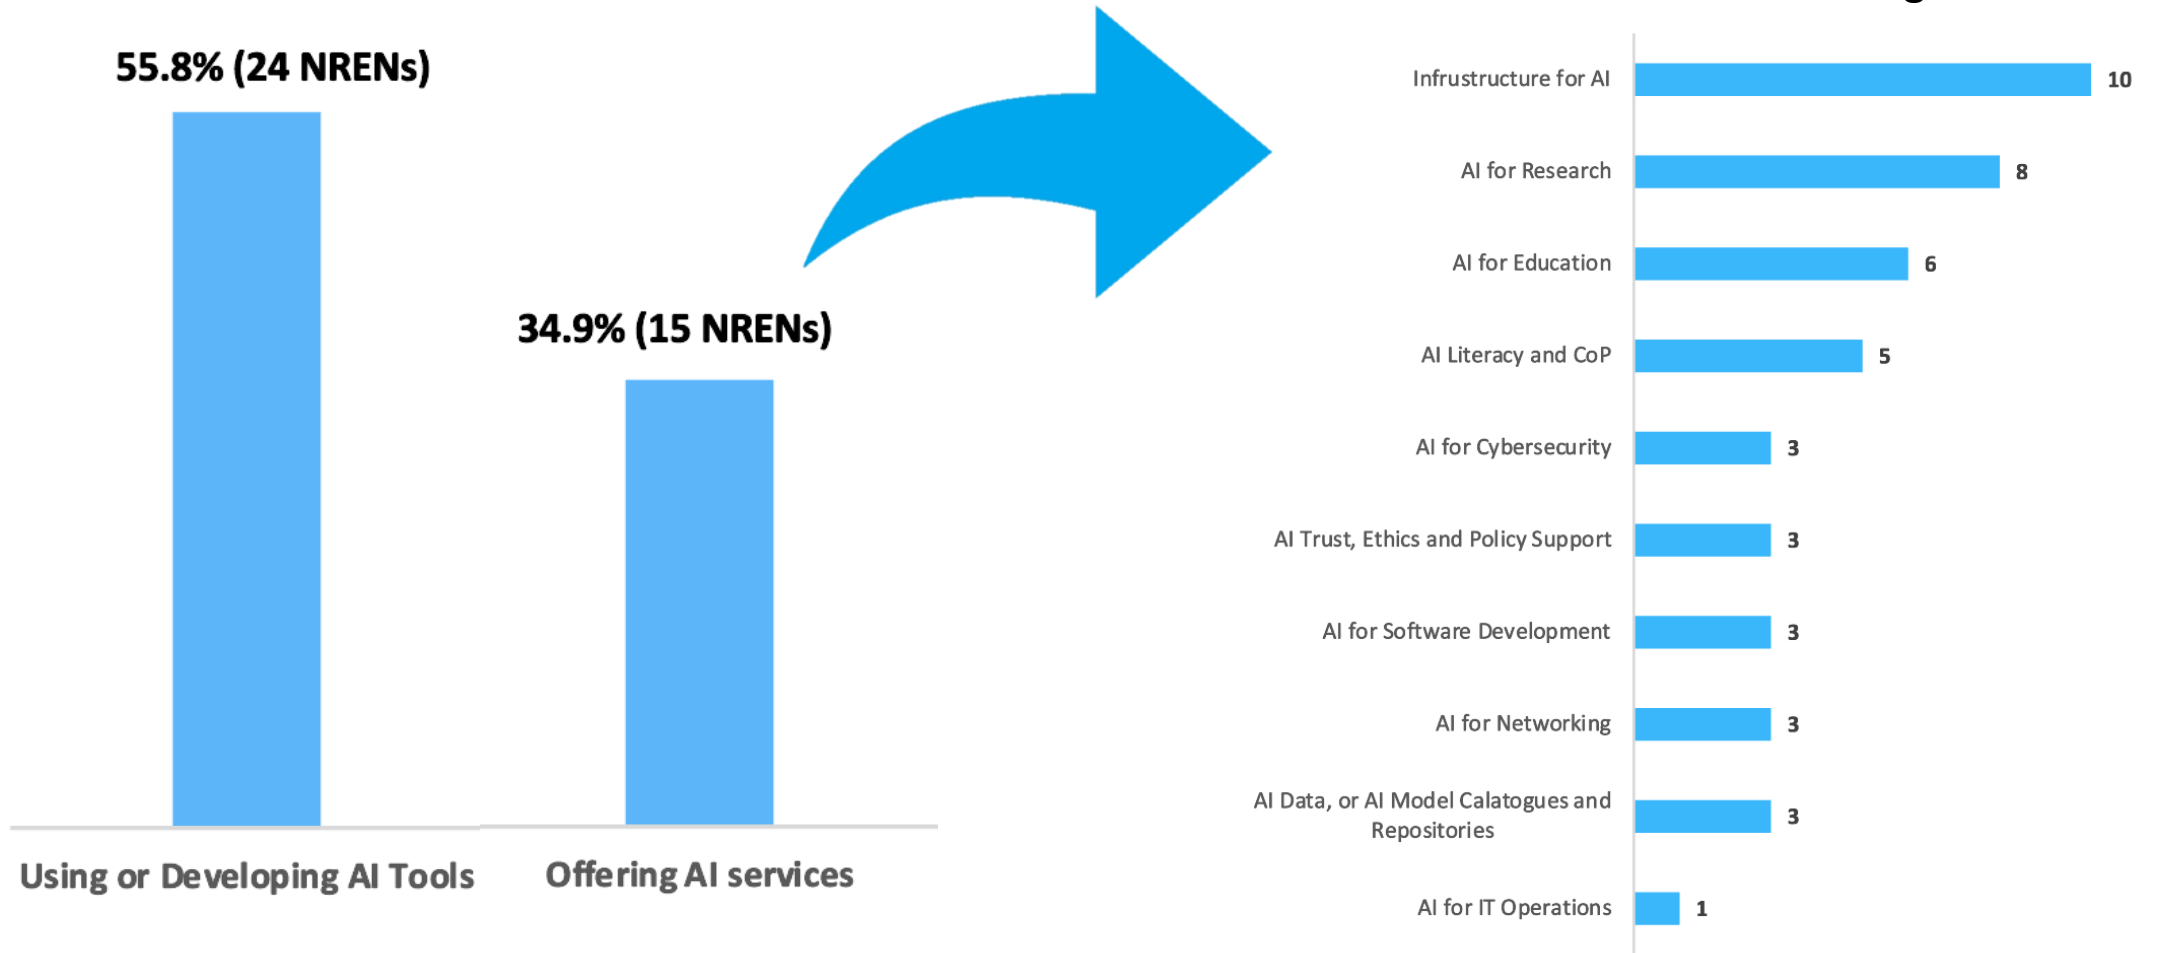 55.8% (24 NRENs)
34.9% (15 NRENs)
Using or Developing AI Tools
Offering AI services
Infrustructure for AI
10
AI for Research
8
AI for Education
6
AI Literacy and CoP
5
AI for Cybersecurity
3
AI Trust, Ethics and Policy Support
3
AI for Software Development
3
AI for Networking
3
AI Data, or AI Model Calatogues and
Repositories
3
AI for IT Operations
1